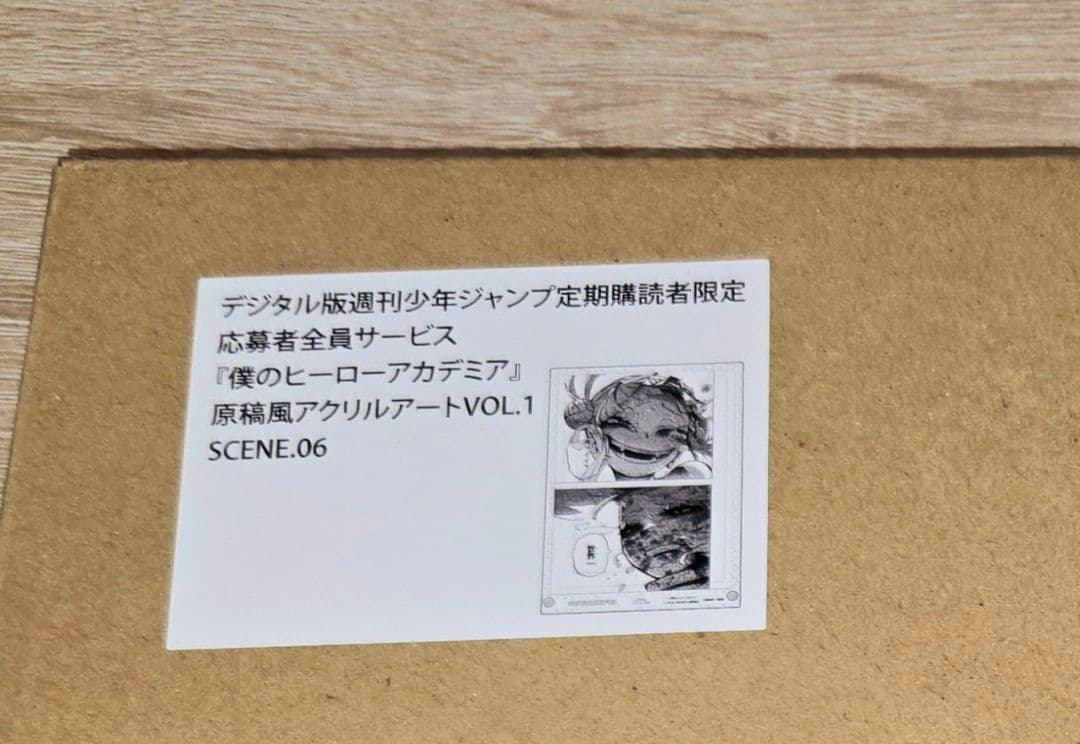 デジタル版週刊少年ジャンプ定期購読者限定
応募者全員サービス
『僕のヒーローアカデミア』
原稿風アクリルアートVOL.1
SCENE.06